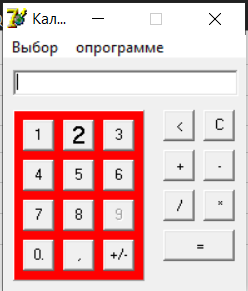 Кал...
Выбор опрограмме
1 2 3 < C
4 5 6 + -
7 8 9 / *
0. , +/- =